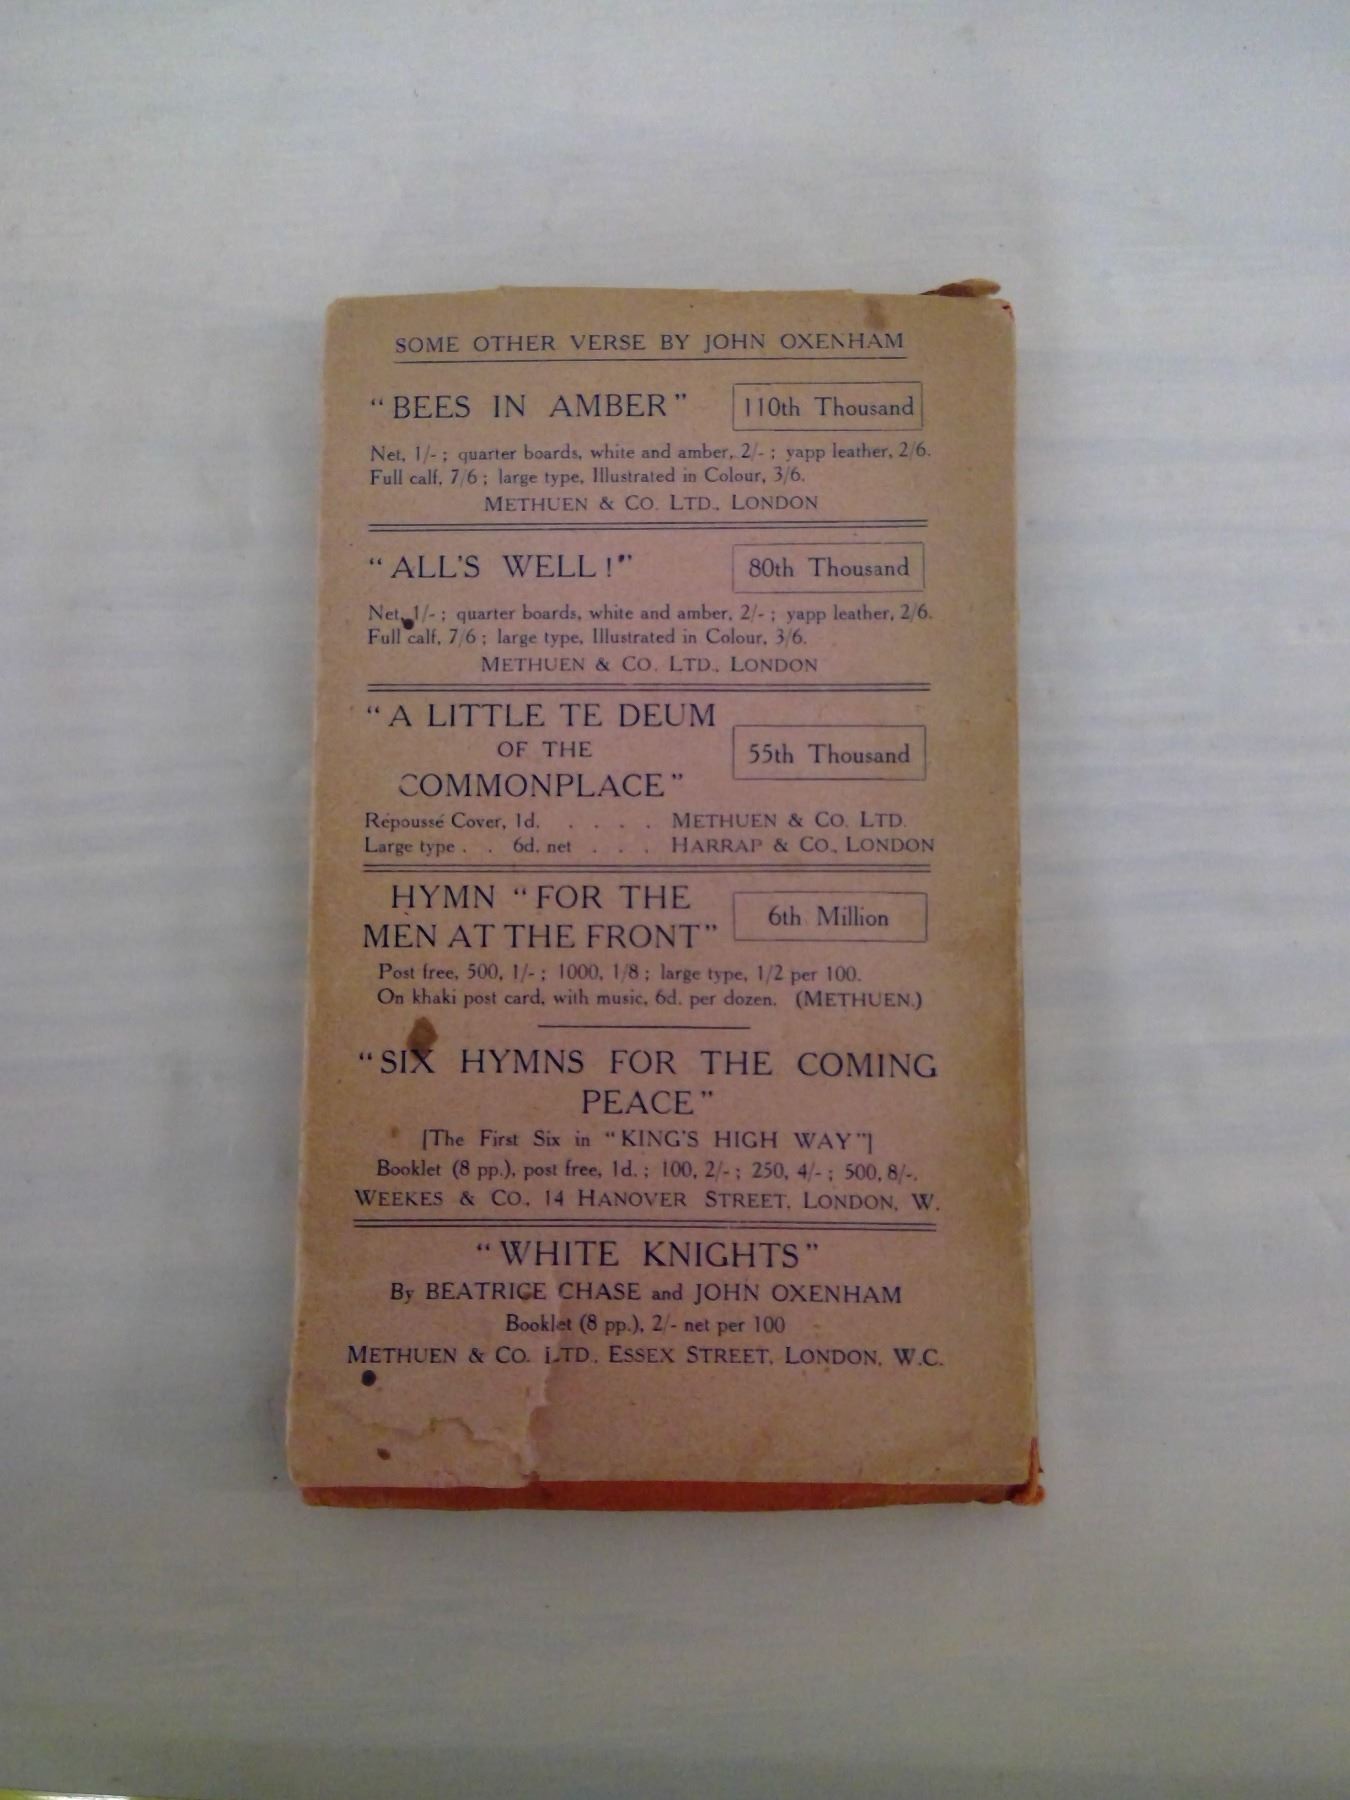 SOME OTHER VERSE BY JOHN OXENHAM
“BEES IN AMBER” 110th Thousand
Net, 1/- ; quarter boards, white and amber, 2/- ; yapp leather, 2/6.
Full calf, 7/6 ; large type, Illustrated in Colour, 3/6.
METHUEN & CO. LTD., LONDON
“ALL'S WELL!” 80th Thousand
Net, 1/- ; quarter boards, white and amber, 2/- ; yapp leather, 2/6.
Full calf, 7/6 ; large type, Illustrated in Colour, 3/6.
METHUEN & CO. LTD., LONDON
“A LITTLE TE DEUM
OF THE
55th Thousand
COMMONPLACE”
Repoussé Cover, 1d. . . . . METHUEN & CO. LTD.
Large type . . 6d. net . . . HARRAP & CO., LONDON
HYMN “FOR THE
6th Million
MEN AT THE FRONT”
Post free, 500, 1/- ; 1000, 1/8 ; large type, 1/2 per 100.
On khaki post card, with music, 6d. per dozen. (METHUEN.)
“SIX HYMNS FOR THE COMING
PEACE”
[The First Six in “KING'S HIGH WAY”]
Booklet (8 pp.), post free, 1d. ; 100, 2/- ; 250, 4/- ; 500, 8/-.
WEEKES & CO., 14 HANOVER STREET, LONDON, W.
“WHITE KNIGHTS”
By BEATRICE CHASE and JOHN OXENHAM
Booklet (8 pp.), 2/- net per 100
METHUEN & CO. LTD., ESSEX STREET, LONDON, W.C.